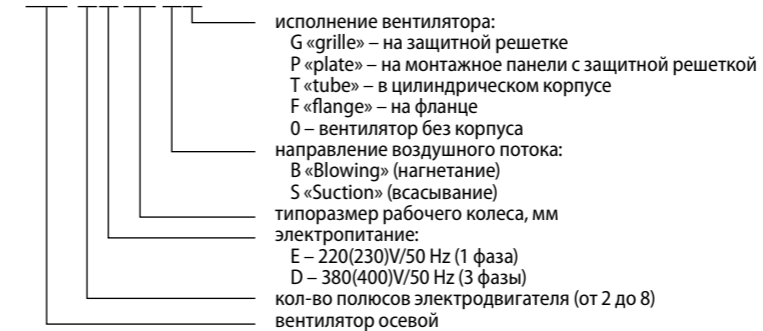 исполнение вентилятора:
G «grille» – на защитной решетке
P «plate» – на монтажное панели с защитной решеткой
T «tube» – в цилиндрическом корпусе
F «flange» – на фланце
0 – вентилятор без корпуса
направление воздушного потока:
B «Blowing» (нагнетание)
S «Suction» (всасывание)
типоразмер рабочего колеса, мм
электропитание:
E – 220(230)V/50 Hz (1 фаза)
D – 380(400)V/50 Hz (3 фазы)
кол-во полюсов электродвигателя (от 2 до 8)
вентилятор осевой